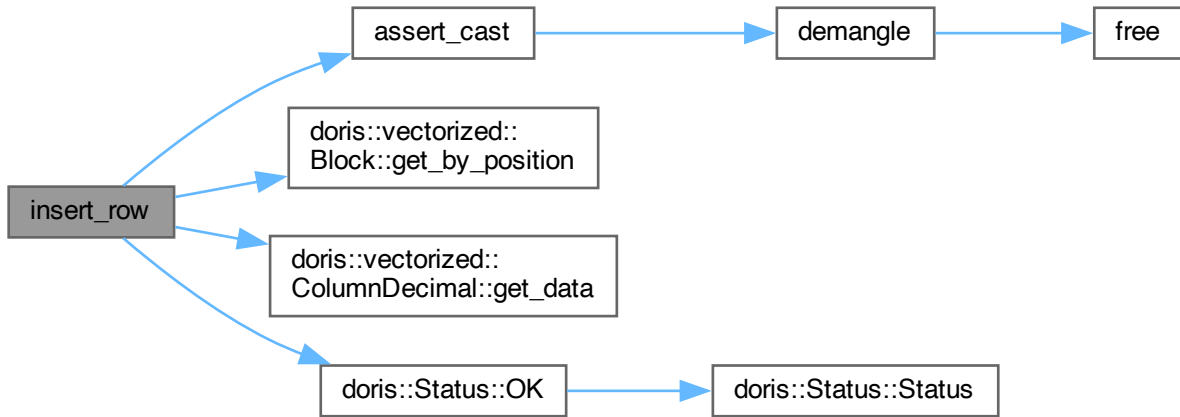 assert_cast
demangle
free
doris::vectorized::
Block::get_by_position
insert_row
doris::vectorized::
ColumnDecimal::get_data
doris::Status::OK
doris::Status::Status